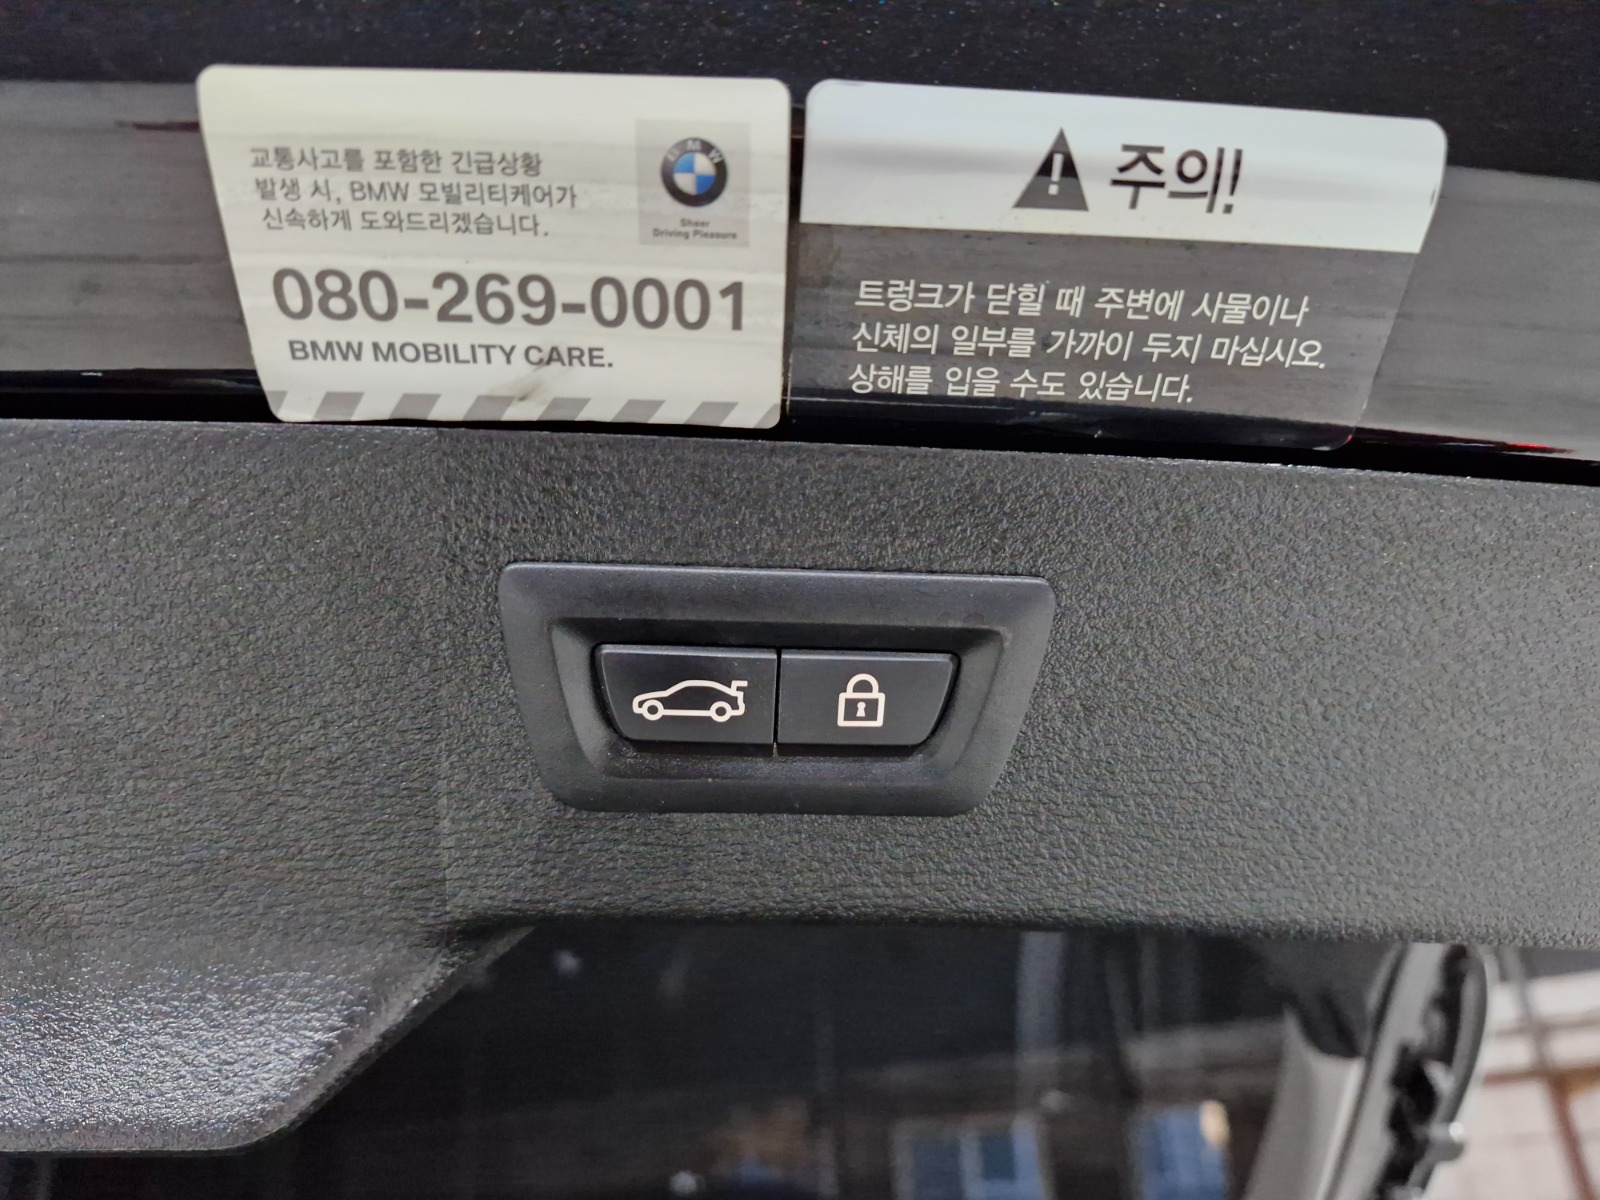 교통사고를 포함한 긴급상황
발생 시, BMW 모빌리티케어가
신속하게 도와드리겠습니다.
BMW
Sheer
Driving Pleasure
080-269-0001
BMW MOBILITY CARE.
주의!
트렁크가 닫힐 때 주변에 사물이나
신체의 일부를 가까이 두지 마십시오.
상해를 입을 수도 있습니다.